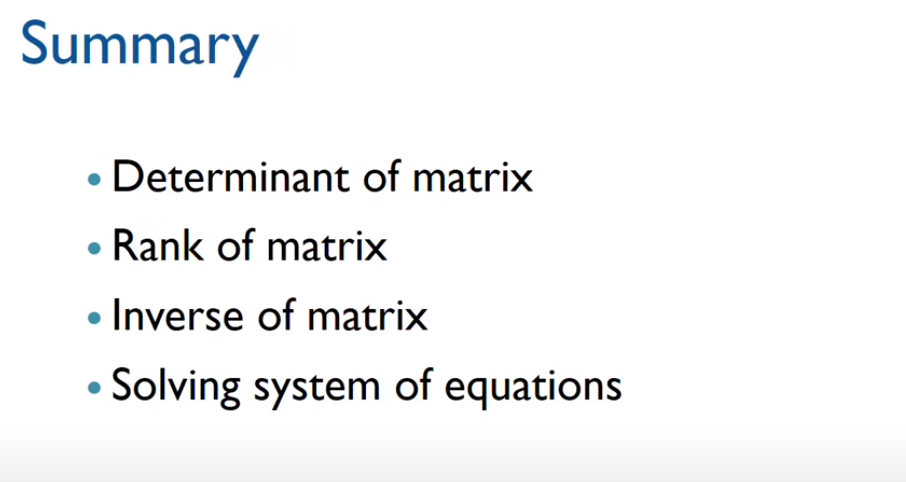 Summary
• Determinant of matrix
• Rank of matrix
• Inverse of matrix
• Solving system of equations